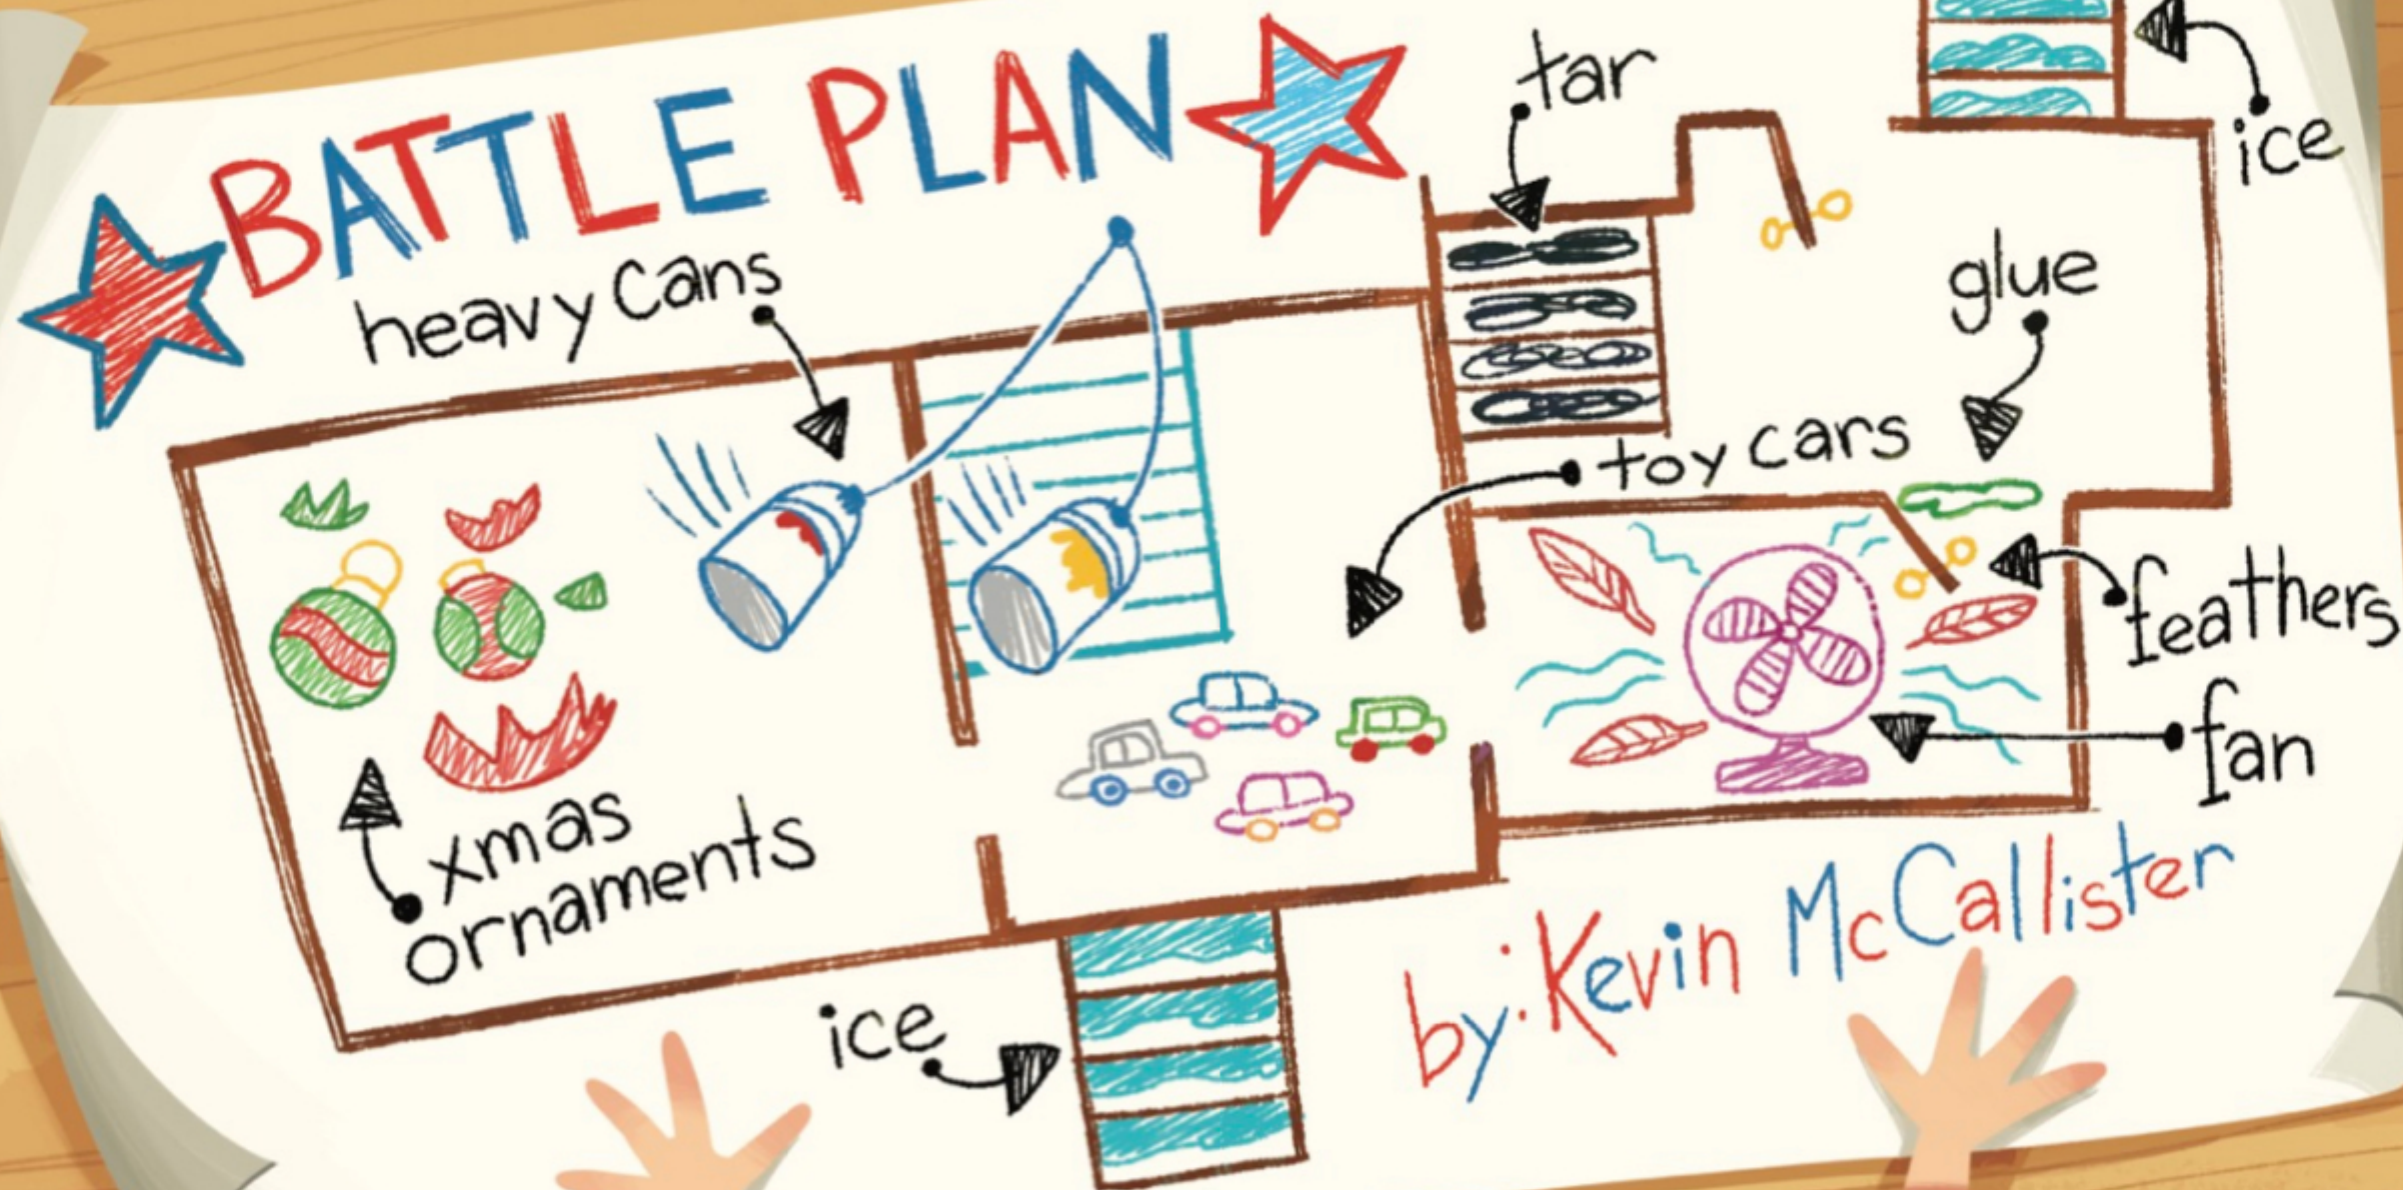 BATTLE PLAN
tar
ice
heavy cans
glue
toy cars
feathers
fan
xmas
ornaments
ice
by: Kevin McCallister